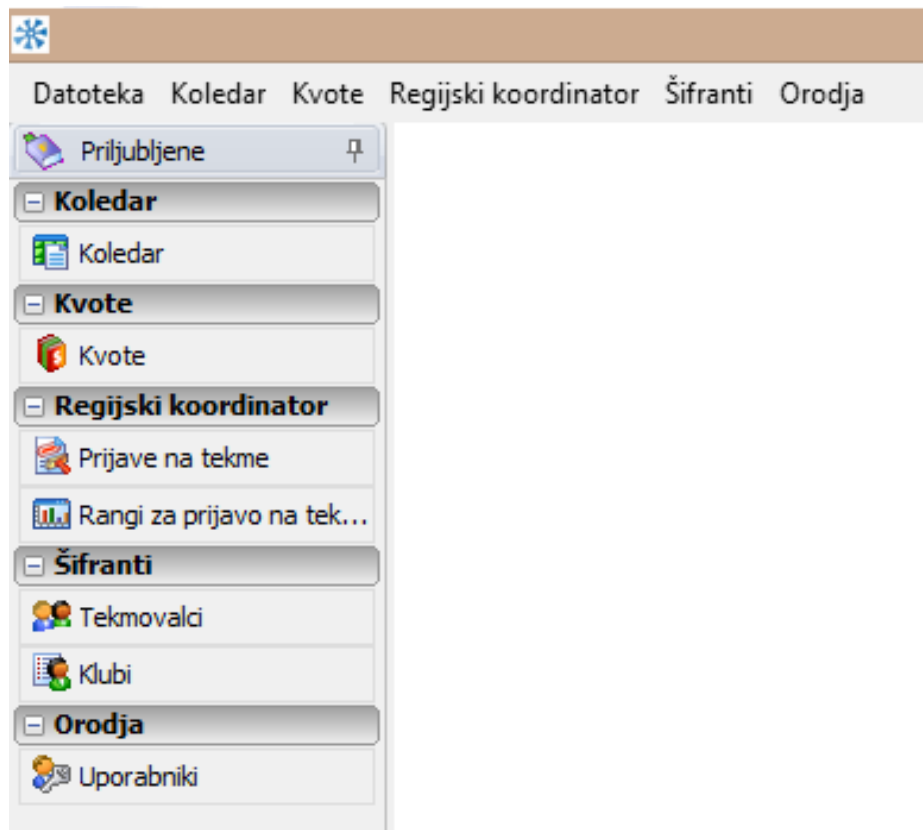 Datoteka Koledar Kvote Regijski koordinator Šifranti Orodja
Priljubljene
Koledar
Koledar
Kvote
Kvote
Regijski koordinator
Prijave na tekme
Rangi za prijavo na tek...
Šifranti
Tekmovalci
Klubi
Orodja
Uporabniki